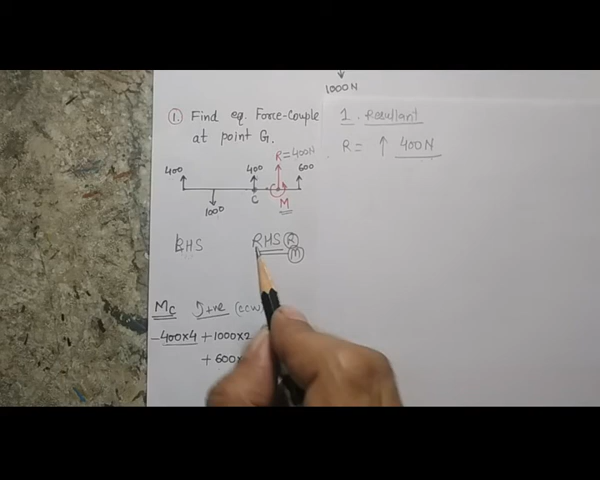 1000N
① Find eq. Force-Couple
at point G.
1. Resultant
R = ↑ 400N
R=400N
400 400 600
1000 C M
RHS RHS R
M
Mc ↺+ve (ccw)
-400x4 +1000x2
+ 600x